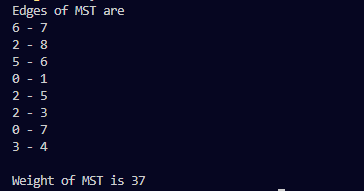 Edges of MST are
6 - 7
2 - 8
5 - 6
0 - 1
2 - 5
2 - 3
0 - 7
3 - 4
Weight of MST is 37